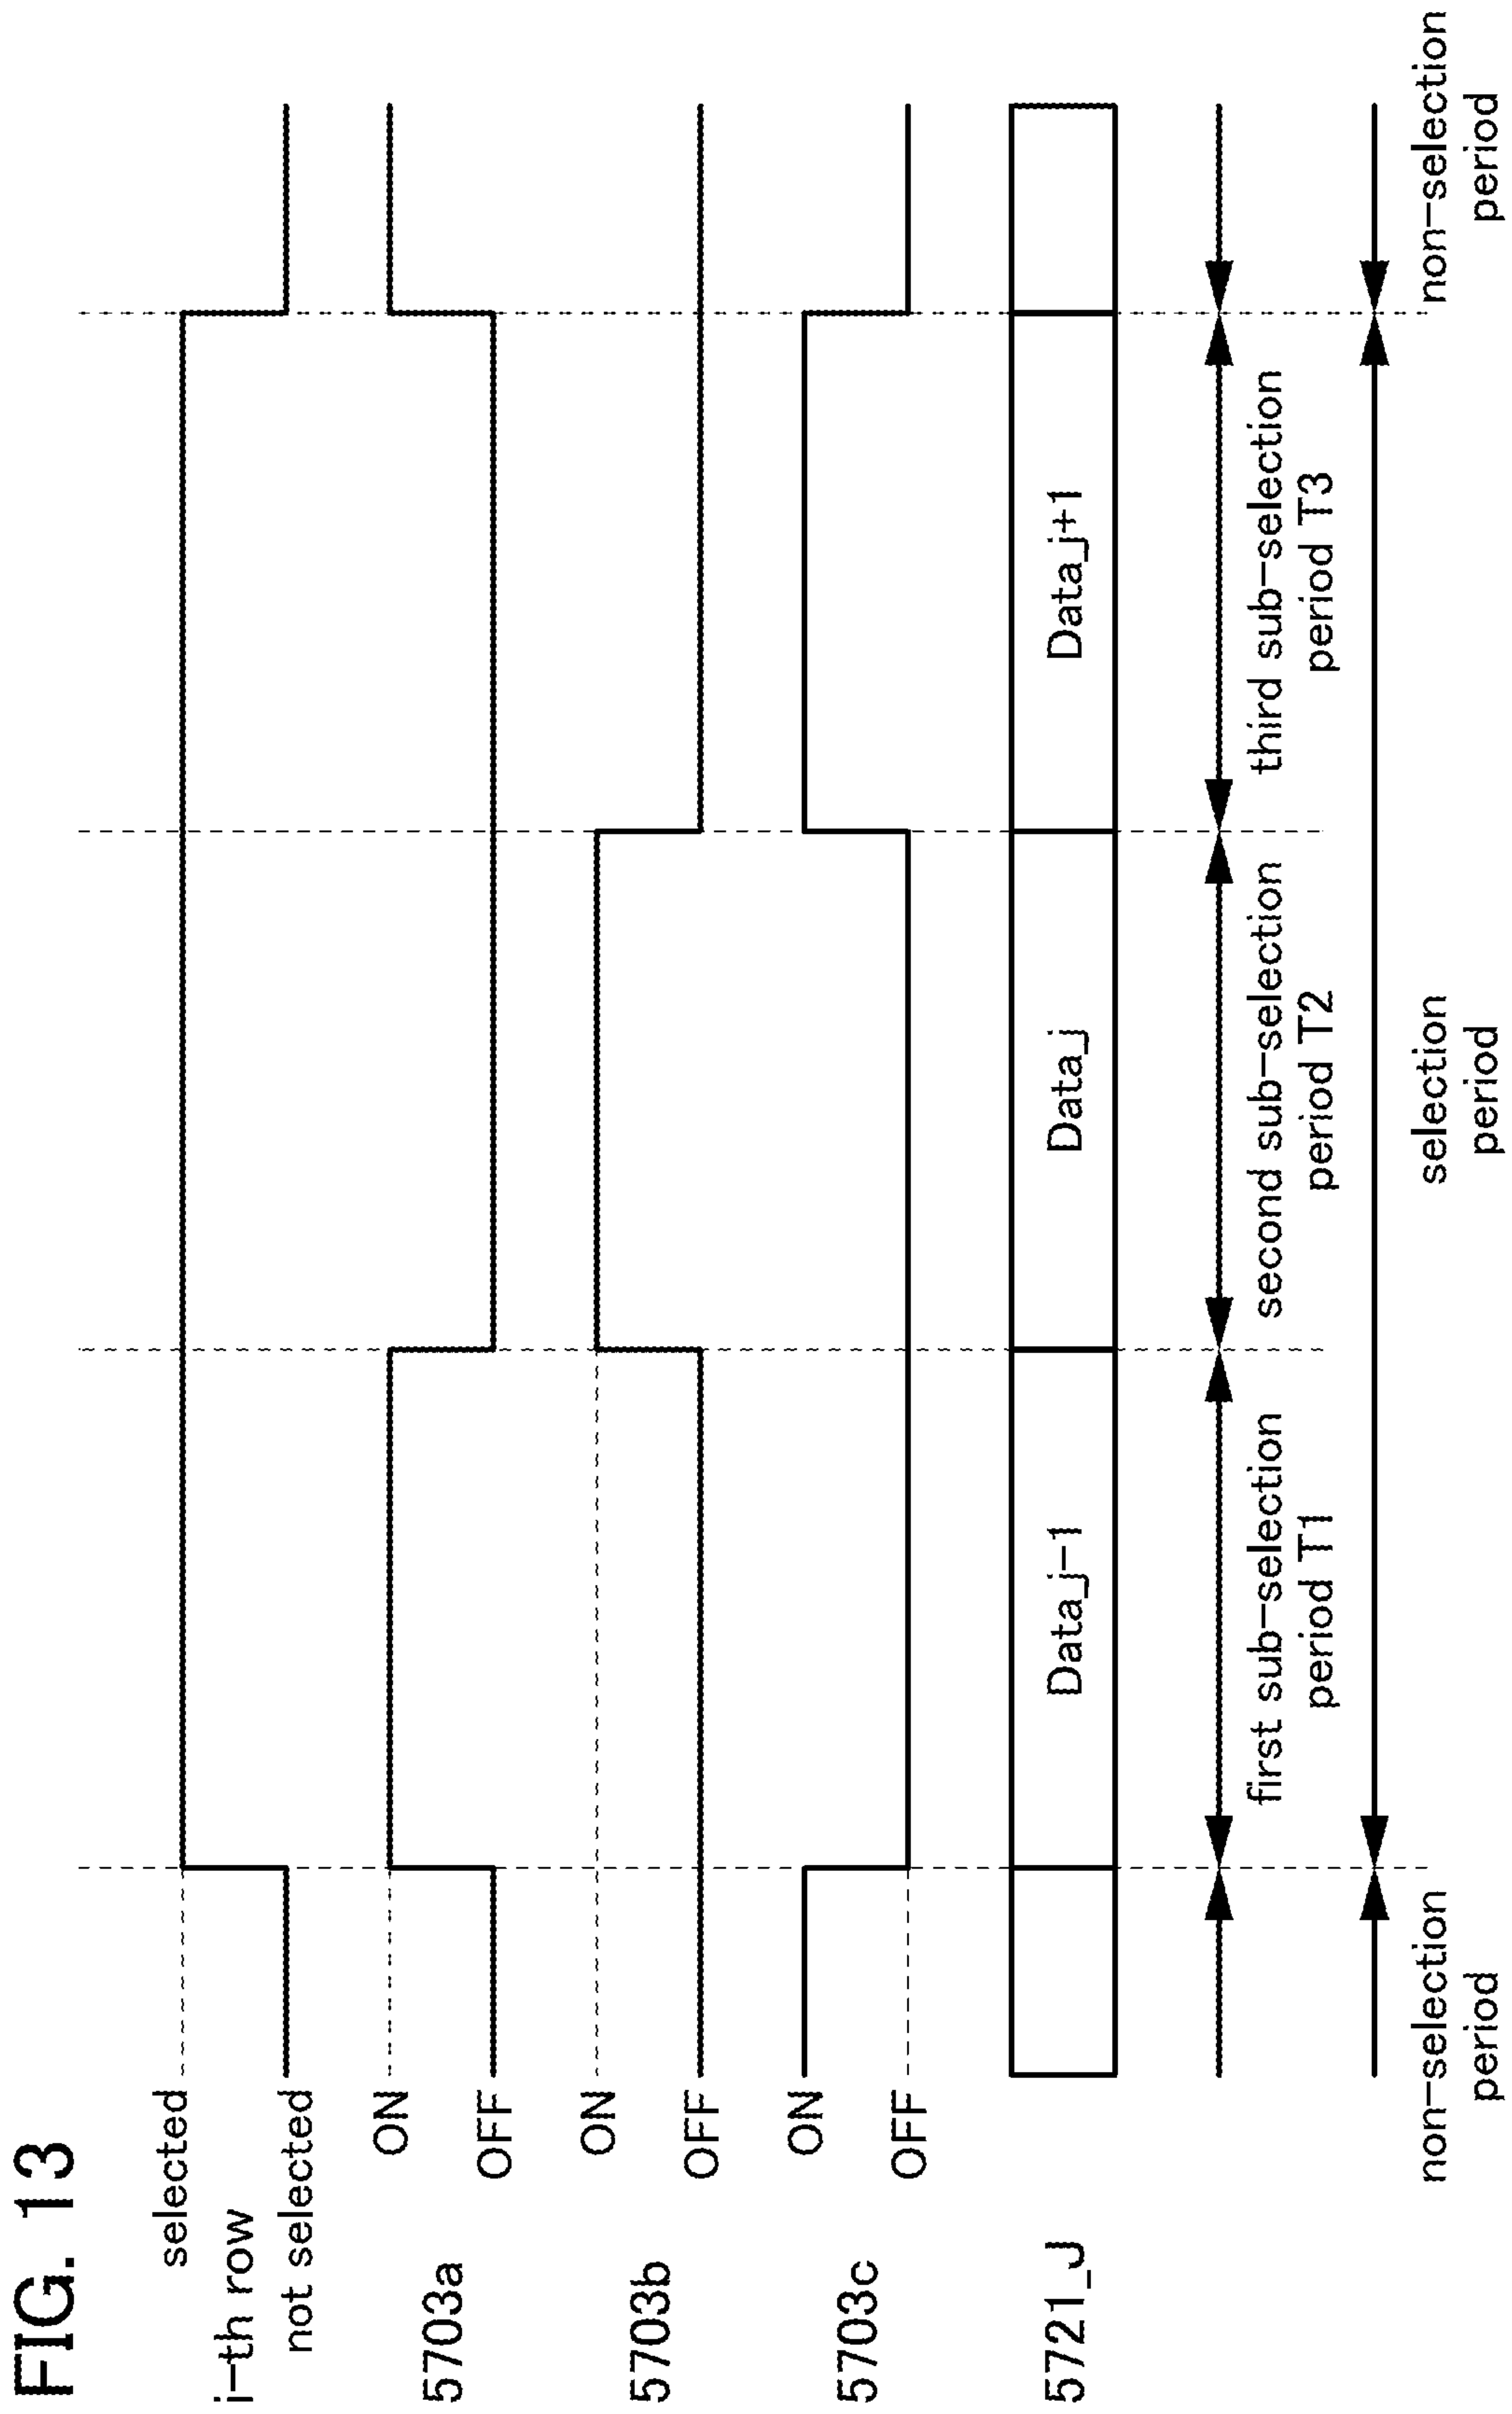 FIG. 13
selected
i-th row
not selected
5703a
ON
OFF
5703b
ON
OFF
5703c
ON
OFF
5721_J
Data_j-1
Data_j
Data_j+1
first sub-selection
period T1
second sub-selection
period T2
third sub-selection
period T3
non-selection
period
selection
period
non-selection
period